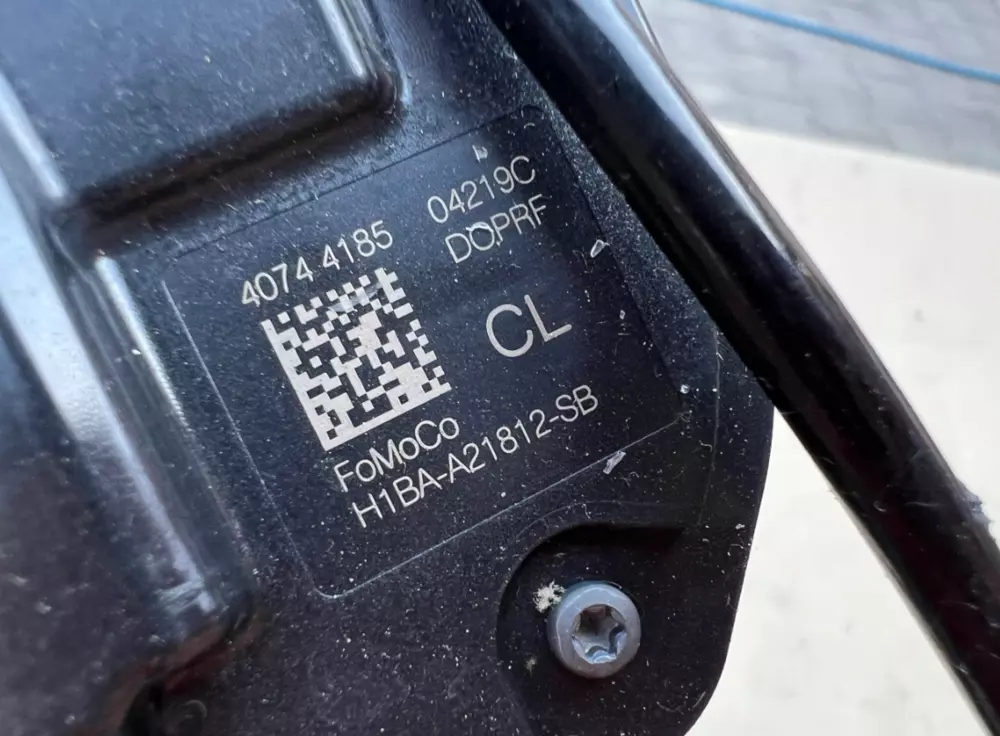 4074 4185
04219C
DOPRF
CL
FoMoCo
H1BA-A21812-SB